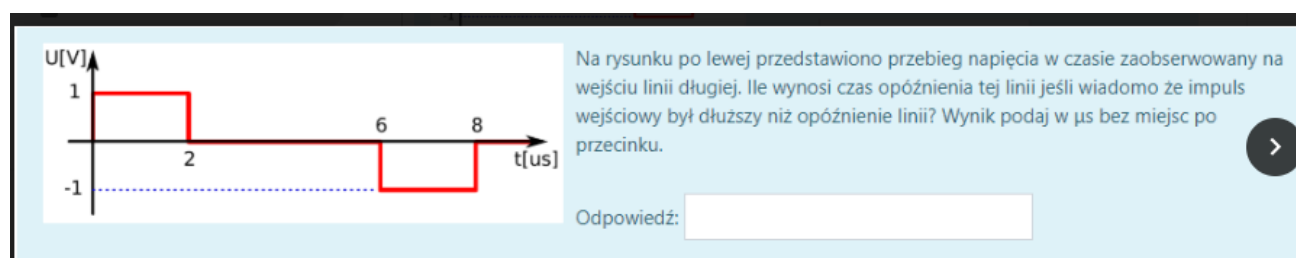 U[V]
1
6
8
2
t[us]
-1
Na rysunku po lewej przedstawiono przebieg napięcia w czasie zaobserwowany na
wejściu linii długiej. Ile wynosi czas opóźnienia tej linii jeśli wiadomo że impuls
wejściowy był dłuższy niż opóźnienie linii? Wynik podaj w µs bez miejsc po
przecinku.
Odpowiedź: